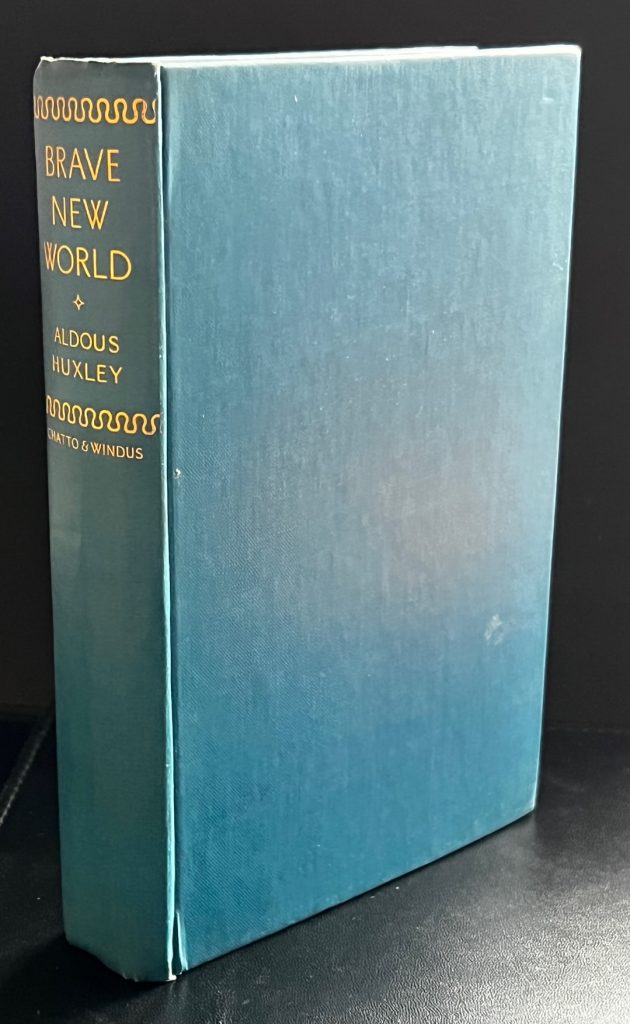 BRAVE
NEW
WORLD
ALDOUS
HUXLEY
CHATTO & WINDUS